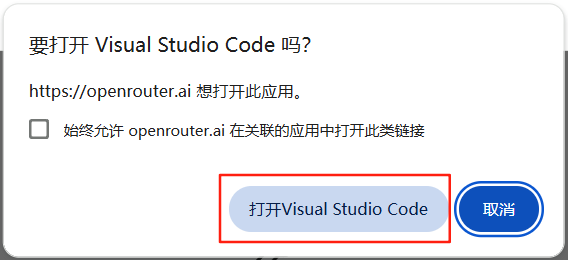 要打开 Visual Studio Code 吗?
https://openrouter.ai 想打开此应用。
始终允许 openrouter.ai 在关联的应用中打开此类链接
打开Visual Studio Code
取消